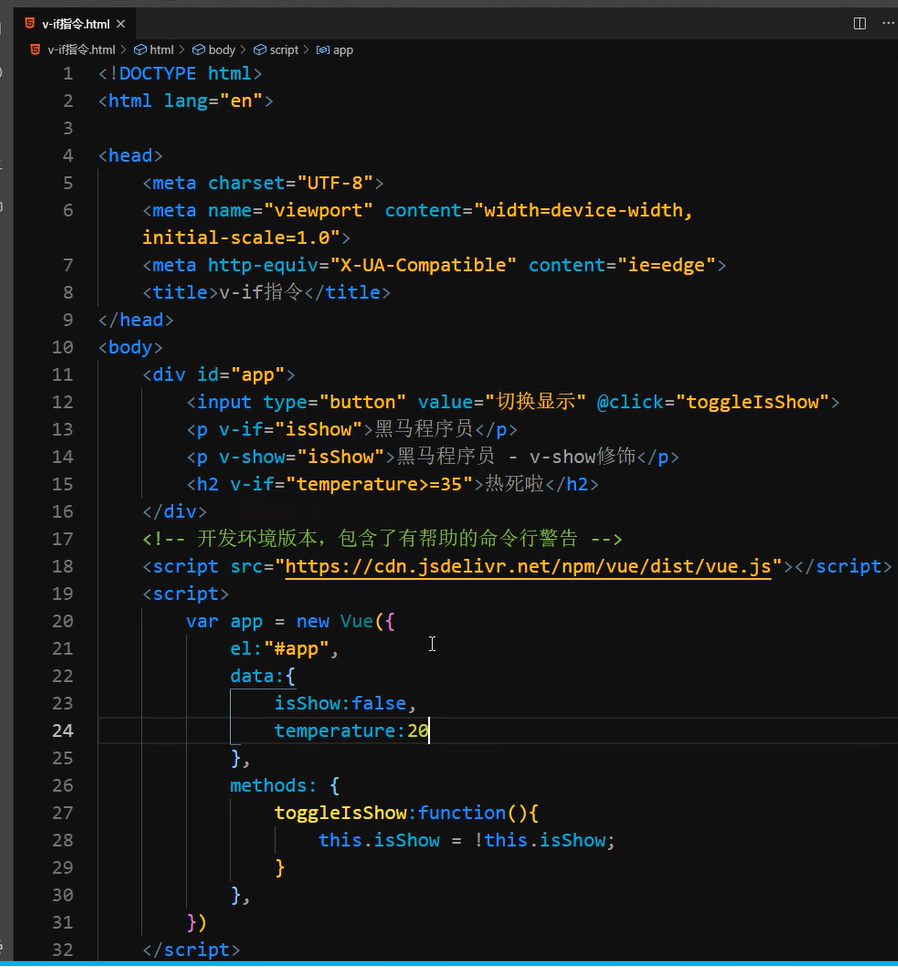 v-if指令.html ×
v-if指令.html > html > body > script > app
1 <!DOCTYPE html>
2 <html lang="en">
3
4 <head>
5 <meta charset="UTF-8">
6 <meta name="viewport" content="width=device-width,
initial-scale=1.0">
7 <meta http-equiv="X-UA-Compatible" content="ie=edge">
8 <title>v-if指令</title>
9 </head>
10 <body>
11 <div id="app">
12 <input type="button" value="切换显示" @click="toggleIsShow">
13 <p v-if="isShow">黑马程序员</p>
14 <p v-show="isShow">黑马程序员 - v-show修饰</p>
15 <h2 v-if="temperature>=35">热死啦</h2>
16 </div>
17 <!-- 开发环境版本，包含了有帮助的命令行警告 -->
18 <script src="https://cdn.jsdelivr.net/npm/vue/dist/vue.js"></script>
19 <script>
20 var app = new Vue({
21 el:"#app",
22 data:{
23 isShow:false,
24 temperature:20
25 },
26 methods: {
27 toggleIsShow:function(){
28 this.isShow = !this.isShow;
29 }
30 },
31 })
32 </script>